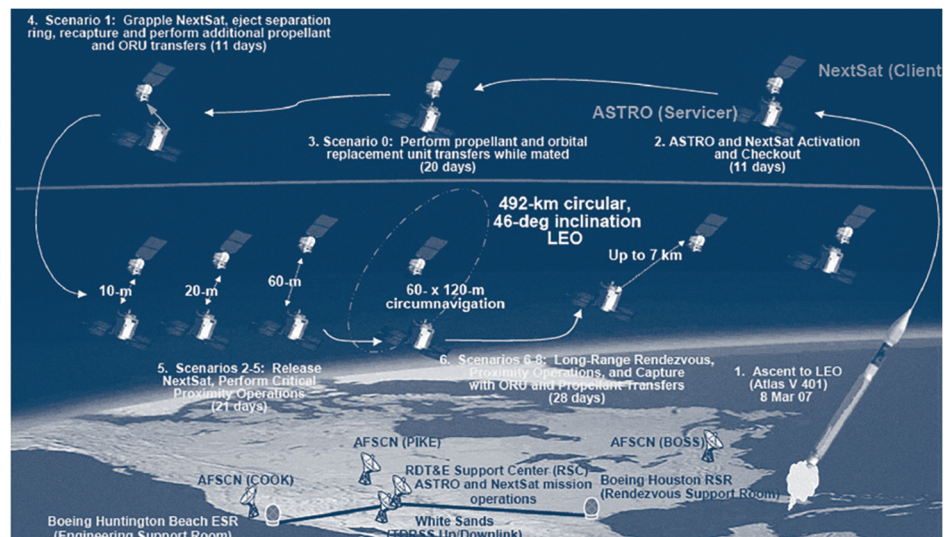 4. Scenario 1: Grapple NextSat, eject separation
ring, recapture and perform additional propellant
and ORU transfers (11 days)
NextSat (Client
ASTRO (Servicer)
3. Scenario 0: Perform propellant and orbital
replacement unit transfers while mated
(20 days)
2. ASTRO and NextSat Activation
and Checkout
(11 days)
492-km circular,
46-deg inclination
LEO
10-m
20-m
60-m
60- x 120-m
circumnavigation
Up to 7 km
5. Scenarios 2-5: Release
NextSat, Perform Critical
Proximity Operations
(21 days)
6. Scenarios 6-8: Long-Range Rendezvous,
Proximity Operations, and Capture
with ORU and Propellant Transfers
(28 days)
1. Ascent to LEO
(Atlas V 401)
8 Mar 07
AFSCN (PIKE)
AFSCN (BOSS)
AFSCN (COOK)
RDT&E Support Center (RSC)
ASTRO and NextSat mission
operations
Boeing Houston RSR
(Rendezvous Support Room)
Boeing Huntington Beach ESR
(Engineering Support Room)
White Sands
(TDRSS Up/Downlink)